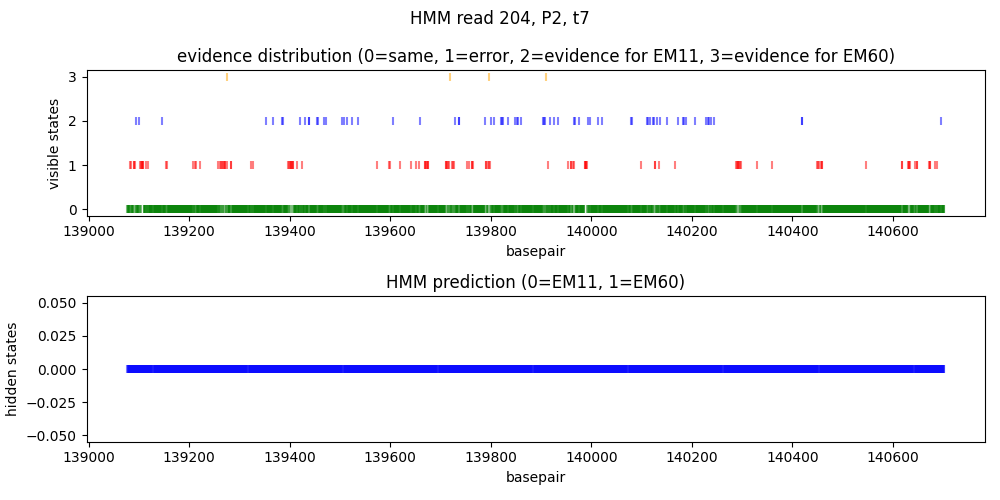 HMM read 204, P2, t7
evidence distribution (0=same, 1=error, 2=evidence for EM11, 3=evidence for EM60)
visible states
3
2
1
0
139000 139200 139400 139600 139800 140000 140200 140400 140600
basepair
HMM prediction (0=EM11, 1=EM60)
hidden states
0.050
0.025
0.000
−0.025
−0.050
139000 139200 139400 139600 139800 140000 140200 140400 140600
basepair